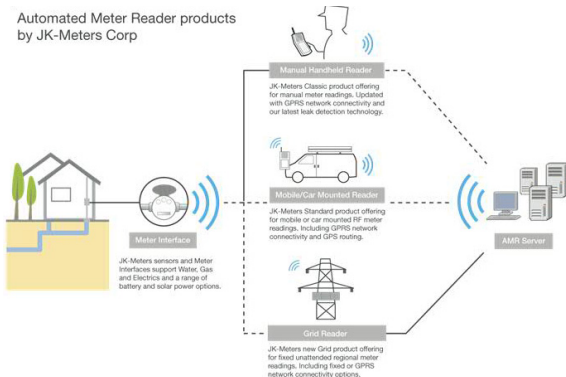 Automated Meter Reader products
by JK-Meters Corp
Manual Handheld Reader
JK-Meters Classic product offering
for manual meter readings. Updated
with GPRS network connectivity and
our latest leak detection technology.
Mobile/Car Mounted Reader
JK-Meters Standard product offering
for mobile or car mounted RF meter
readings. Including GPRS network
connectivity and GPS routing.
Meter Interface
JK-Meters sensors and Meter
Interfaces support Water, Gas
and Electrics and a range of
battery and solar power options.
AMR Server
Grid Reader
JK-Meters new Grid product offering
for fixed unattended regional meter
readings. Including fixed or GPRS
network connectivity options.